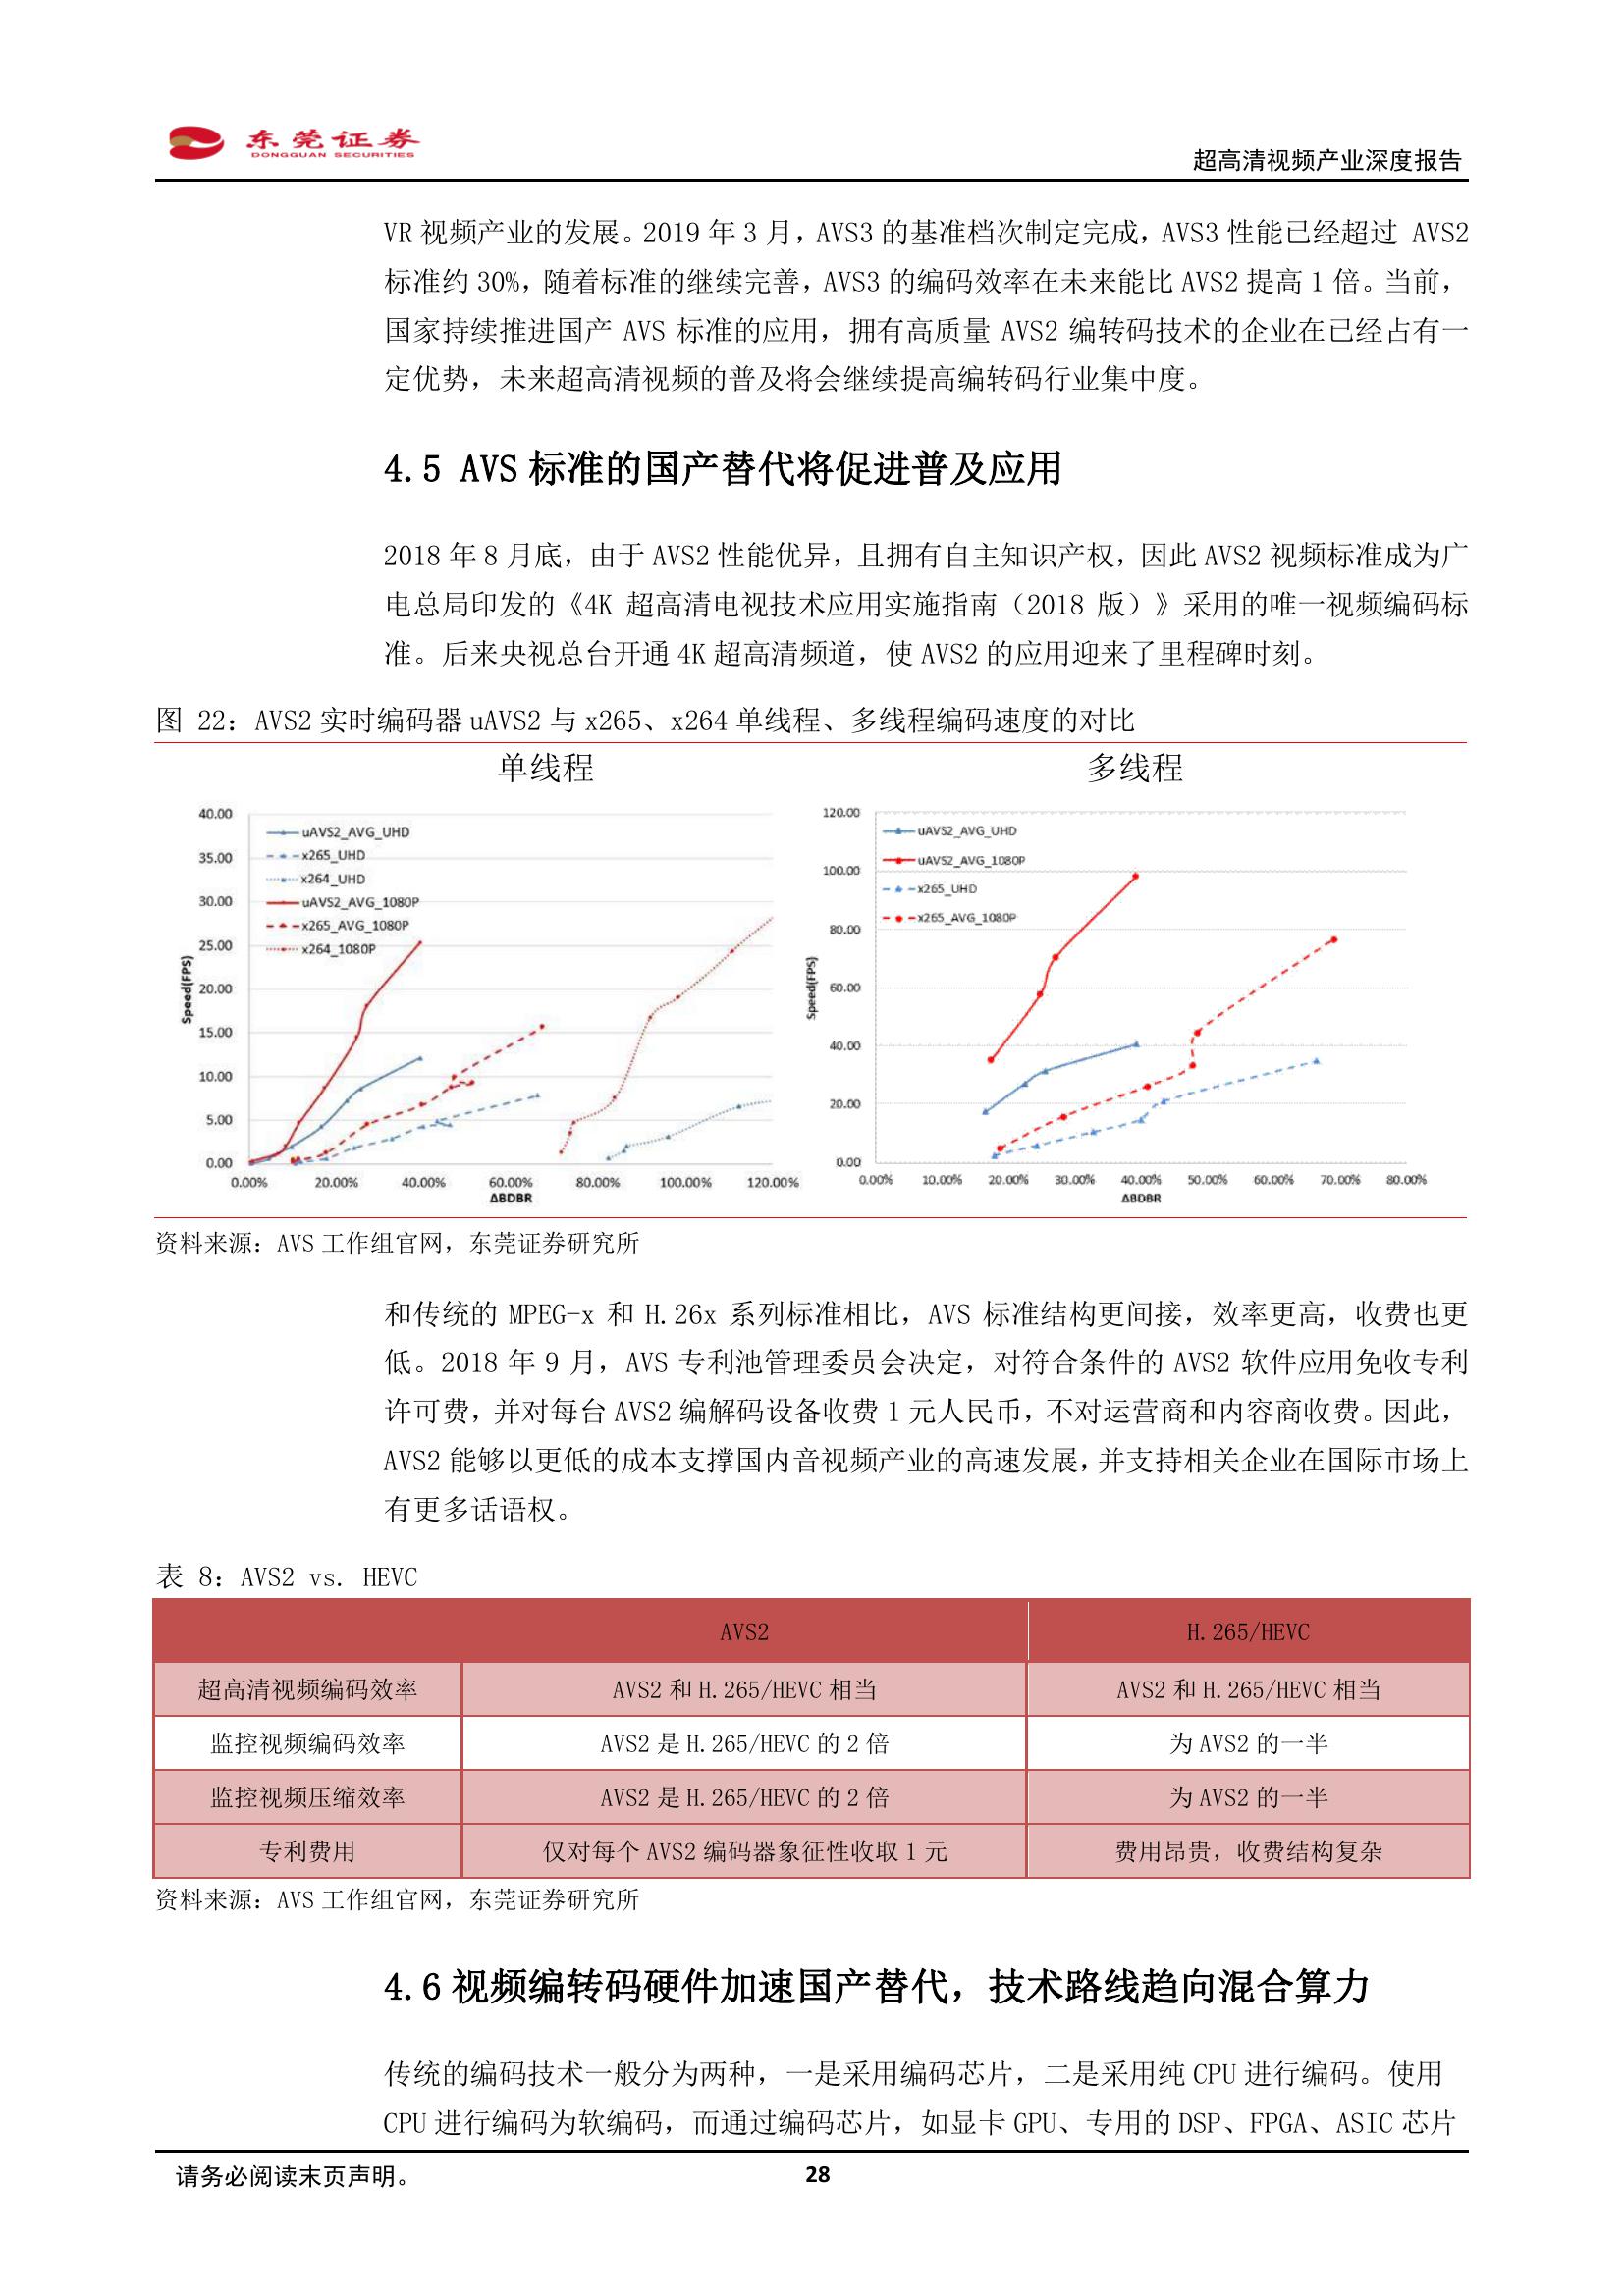 东莞证券
DONGGUAN SECURITIES
超高清视频产业深度报告
VR 视频产业的发展。2019 年 3 月，AVS3 的基准档次制定完成，AVS3 性能已经超过 AVS2
标准约 30%，随着标准的继续完善，AVS3 的编码效率在未来能比 AVS2 提高 1 倍。当前，
国家持续推进国产 AVS 标准的应用，拥有高质量 AVS2 编转码技术的企业在已经占有一
定优势，未来超高清视频的普及将会继续提高编转码行业集中度。
4.5 AVS 标准的国产替代将促进普及应用
2018 年 8 月底，由于 AVS2 性能优异，且拥有自主知识产权，因此 AVS2 视频标准成为广
电总局印发的《4K 超高清电视技术应用实施指南（2018 版）》采用的唯一视频编码标
准。后来央视总台开通 4K 超高清频道，使 AVS2 的应用迎来了里程碑时刻。
图 22：AVS2 实时编码器 uAVS2 与 x265、x264 单线程、多线程编码速度的对比
单线程
40.00
35.00
30.00
25.00
20.00
15.00
10.00
5.00
0.00
Speed(FPS)
uAVS2_AVG_UHD
x265_UHD
x264_UHD
uAVS2_AVG_1080P
x265_AVG_1080P
x264_1080P
0.00% 20.00% 40.00% 60.00% 80.00% 100.00% 120.00%
ΔBDBR
多线程
120.00
100.00
80.00
60.00
40.00
20.00
0.00
Speed(FPS)
uAVS2_AVG_UHD
uAVS2_AVG_1080P
x265_UHD
x265_AVG_1080P
0.00% 10.00% 20.00% 30.00% 40.00% 50.00% 60.00% 70.00% 80.00%
ΔBDBR
资料来源：AVS 工作组官网，东莞证券研究所
和传统的 MPEG-x 和 H.26x 系列标准相比，AVS 标准结构更间接，效率更高，收费也更
低。2018 年 9 月，AVS 专利池管理委员会决定，对符合条件的 AVS2 软件应用免收专利
许可费，并对每台 AVS2 编解码设备收费 1 元人民币，不对运营商和内容商收费。因此，
AVS2 能够以更低的成本支撑国内音视频产业的高速发展，并支持相关企业在国际市场上
有更多话语权。
表 8：AVS2 vs. HEVC
AVS2 H.265/HEVC
超高清视频编码效率 AVS2 和 H.265/HEVC 相当 AVS2 和 H.265/HEVC 相当
监控视频编码效率 AVS2 是 H.265/HEVC 的 2 倍 为 AVS2 的一半
监控视频压缩效率 AVS2 是 H.265/HEVC 的 2 倍 为 AVS2 的一半
专利费用 仅对每个 AVS2 编码器象征性收取 1 元 费用昂贵，收费结构复杂
资料来源：AVS 工作组官网，东莞证券研究所
4.6 视频编转码硬件加速国产替代，技术路线趋向混合算力
传统的编码技术一般分为两种，一是采用编码芯片，二是采用纯 CPU 进行编码。使用
CPU 进行编码为软编码，而通过编码芯片，如显卡 GPU、专用的 DSP、FPGA、ASIC 芯片
请务必阅读末页声明。
28